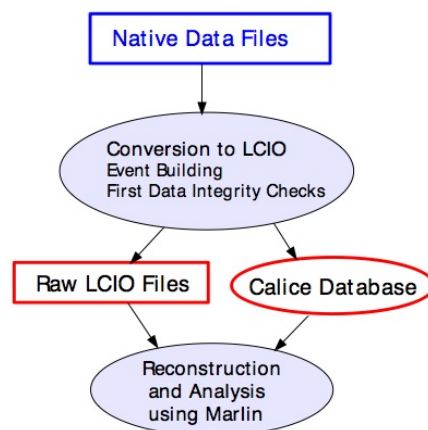 Native Data Files
Conversion to LCIO
Event Building
First Data Integrity Checks
Raw LCIO Files
Calice Database
Reconstruction
and Analysis
using Marlin